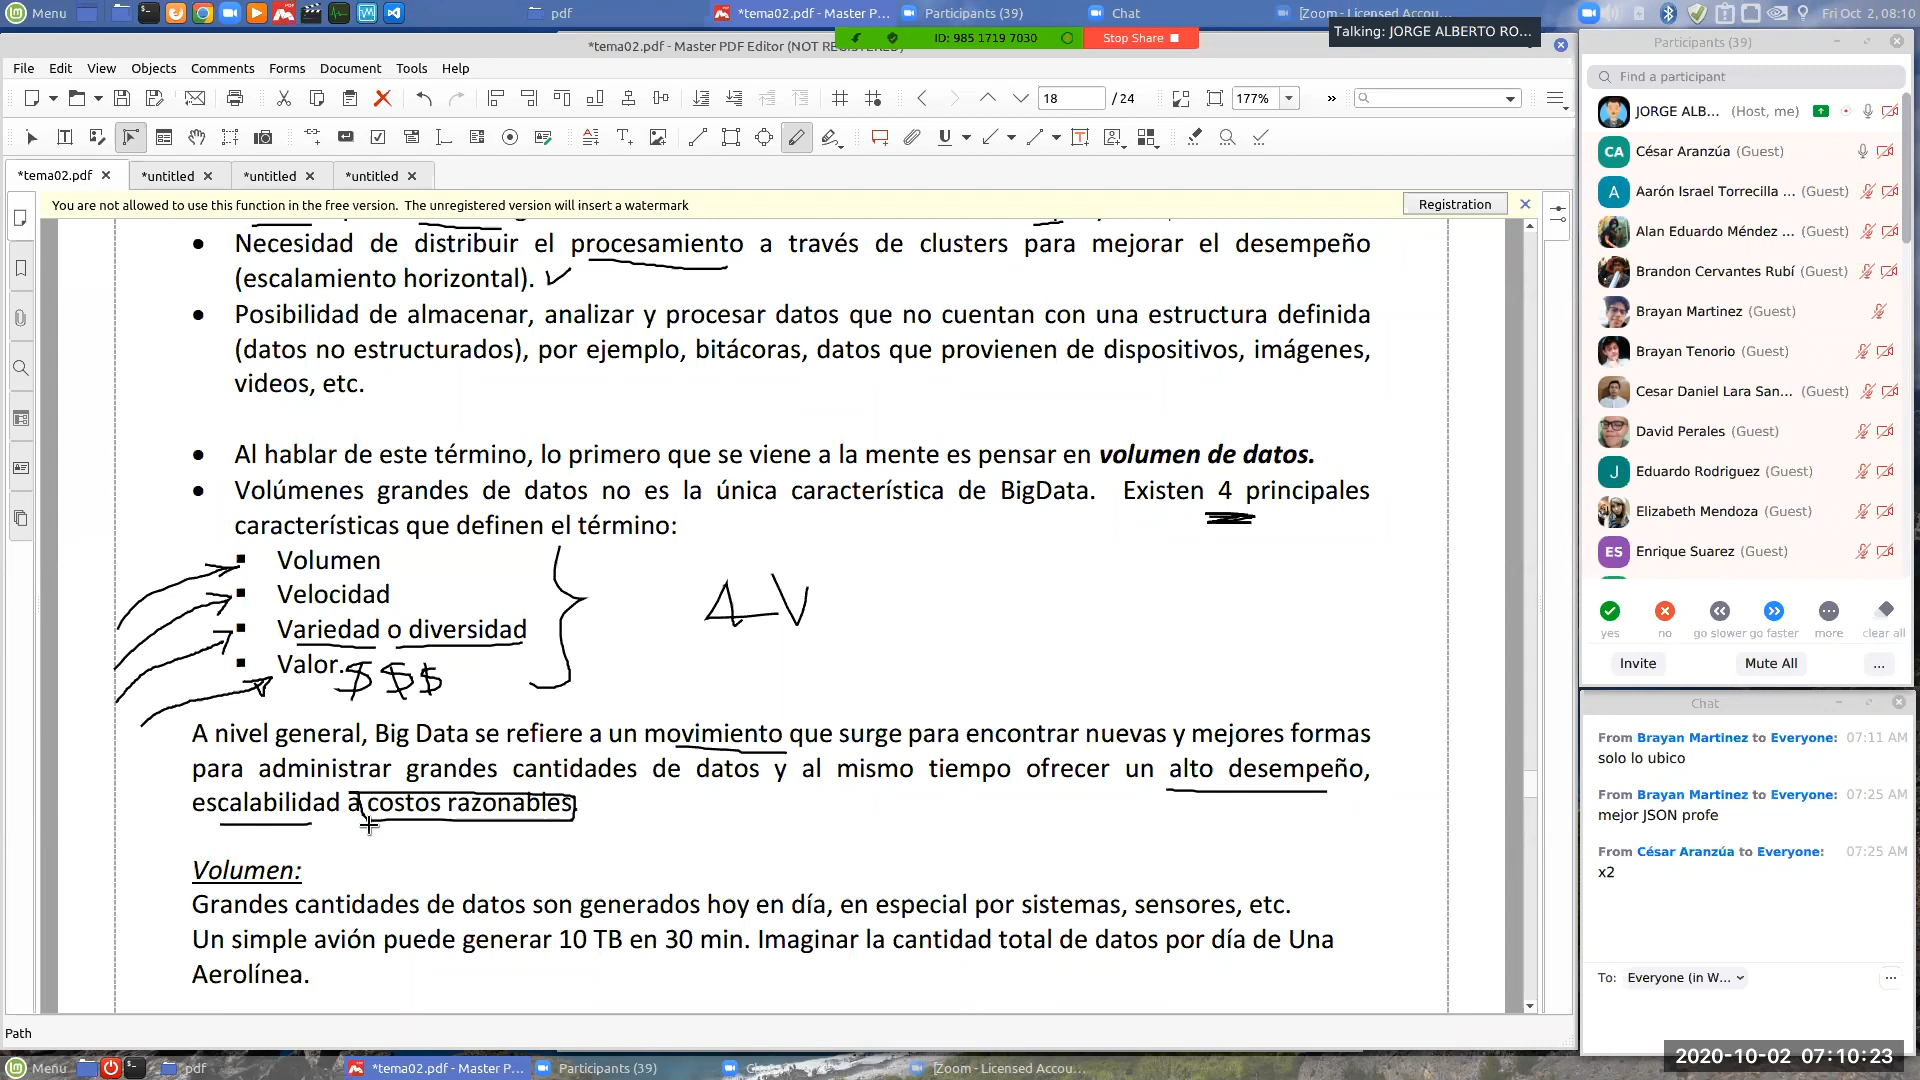 Menu
pdf
*tema02.pdf - Master P...
Participants (39)
Chat
[Zoom - Licensed Accou...
Fri Oct 2, 08:10
*tema02.pdf - Master PDF Editor (NOT REGISTERED)
ID: 985 1719 7030
Stop Share
Talking: JORGE ALBERTO RO...
File Edit View Objects Comments Forms Document Tools Help
18 / 24
177%
*tema02.pdf
*untitled
*untitled
*untitled
You are not allowed to use this function in the free version. The unregistered version will insert a watermark
Registration
• Necesidad de distribuir el procesamiento a través de clusters para mejorar el desempeño
(escalamiento horizontal).
• Posibilidad de almacenar, analizar y procesar datos que no cuentan con una estructura definida
(datos no estructurados), por ejemplo, bitácoras, datos que provienen de dispositivos, imágenes,
videos, etc.
• Al hablar de este término, lo primero que se viene a la mente es pensar en volumen de datos.
• Volúmenes grandes de datos no es la única característica de BigData. Existen 4 principales
características que definen el término:
▪ Volumen
▪ Velocidad
▪ Variedad o diversidad
▪ Valor. $$$
4 V
A nivel general, Big Data se refiere a un movimiento que surge para encontrar nuevas y mejores formas
para administrar grandes cantidades de datos y al mismo tiempo ofrecer un alto desempeño,
escalabilidad a costos razonables.
Volumen:
Grandes cantidades de datos son generados hoy en día, en especial por sistemas, sensores, etc.
Un simple avión puede generar 10 TB en 30 min. Imaginar la cantidad total de datos por día de Una
Aerolínea.
Path
Participants (39)
Find a participant
JORGE ALB... (Host, me)
CA César Aranzúa (Guest)
A Aarón Israel Torrecilla ... (Guest)
Alan Eduardo Méndez ... (Guest)
Brandon Cervantes Rubí (Guest)
Brayan Martinez (Guest)
Brayan Tenorio (Guest)
Cesar Daniel Lara San... (Guest)
David Perales (Guest)
J Eduardo Rodriguez (Guest)
Elizabeth Mendoza (Guest)
ES Enrique Suarez (Guest)
yes no go slower go faster more clear all
Invite Mute All ...
Chat
From Brayan Martinez to Everyone: 07:11 AM
solo lo ubico
From Brayan Martinez to Everyone: 07:25 AM
mejor JSON profe
From César Aranzúa to Everyone: 07:25 AM
x2
To: Everyone (in W...
Menu
pdf
*tema02.pdf - Master P...
Participants (39)
[Zoom - Licensed Accou...
2020-10-02 07:10:23